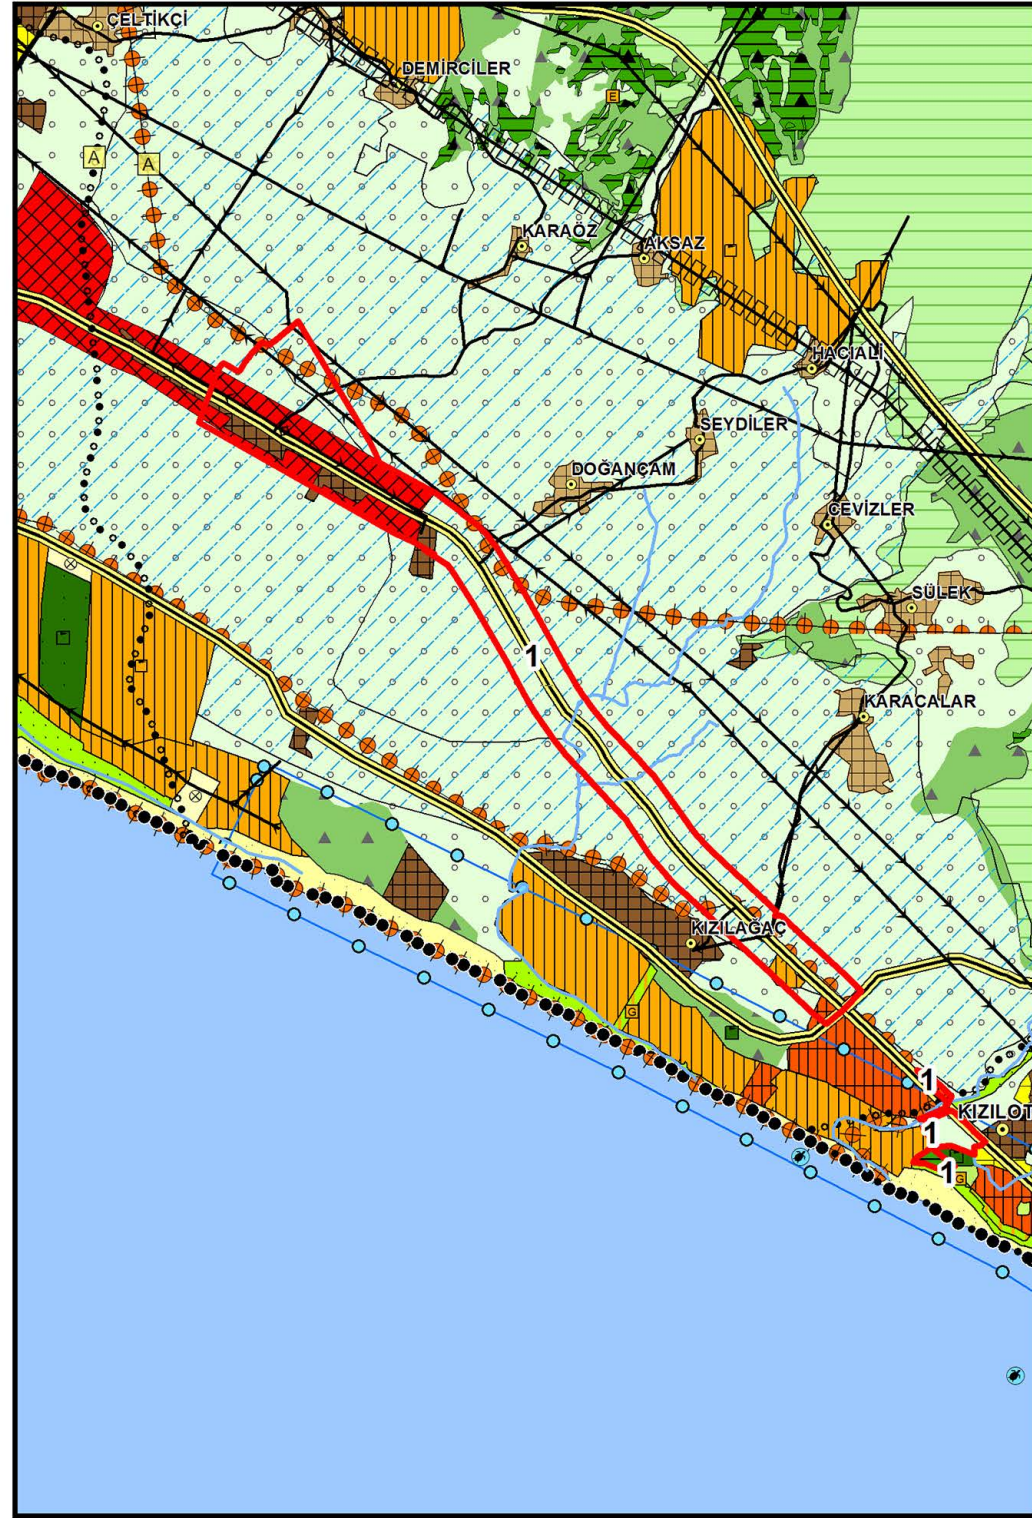 ÇELTİKÇİ
DEMİRCİLER
E
A
A
KARAÖZ
AKSAZ
HACIALİ
SEYDİLER
DOĞANÇAM
CEVİZLER
SÜLEK
1
KARACALAR
KIZILAĞAÇ
G
1
KIZILOT
1
1
G